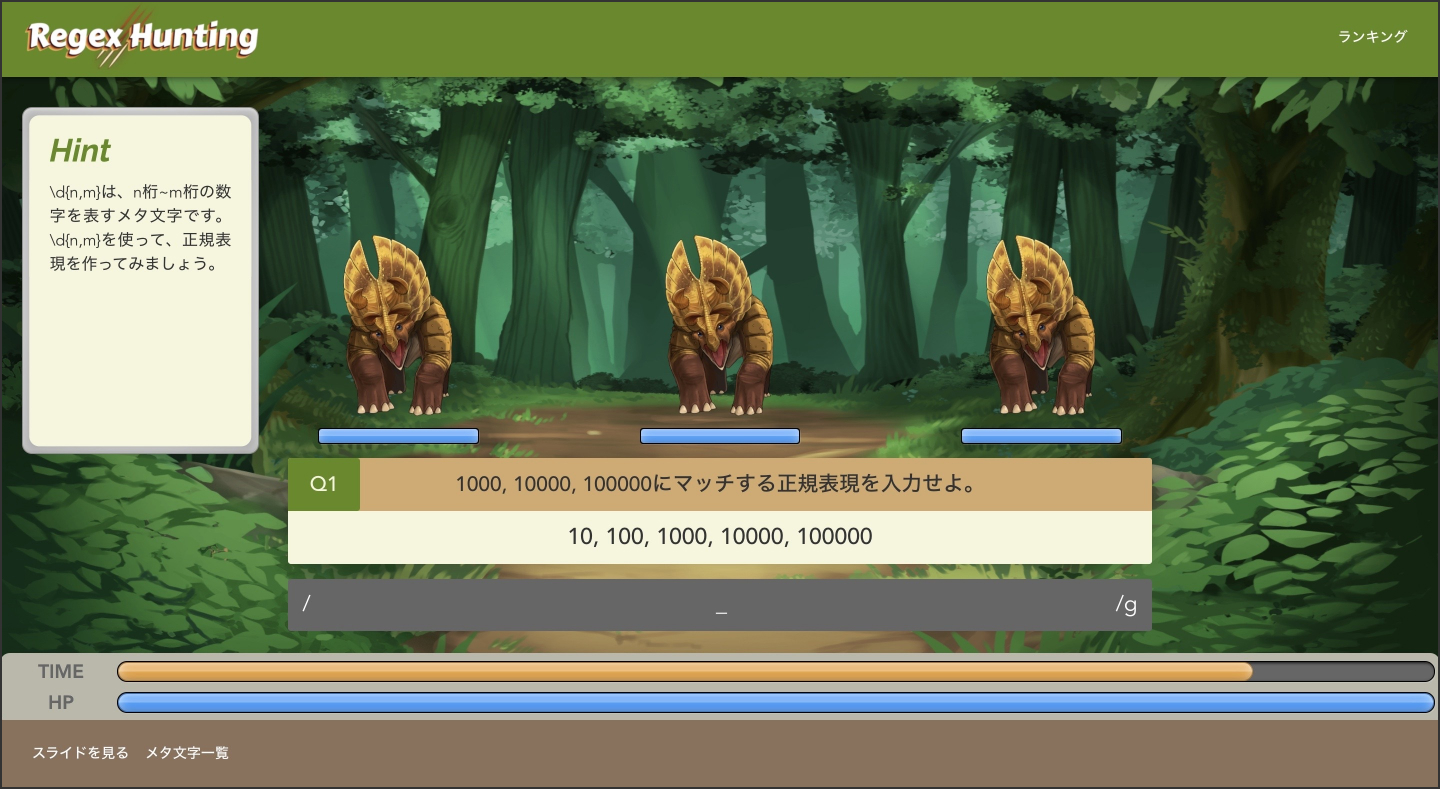 Regex Hunting
ランキング
Hint
\d{n,m}は、n桁~m桁の数
字を表すメタ文字です。
\d{n,m}を使って、正規表
現を作ってみましょう。
Q1
1000, 10000, 100000にマッチする正規表現を入力せよ。
10, 100, 1000, 10000, 100000
/ _ /g
TIME
HP
スライドを見る メタ文字一覧